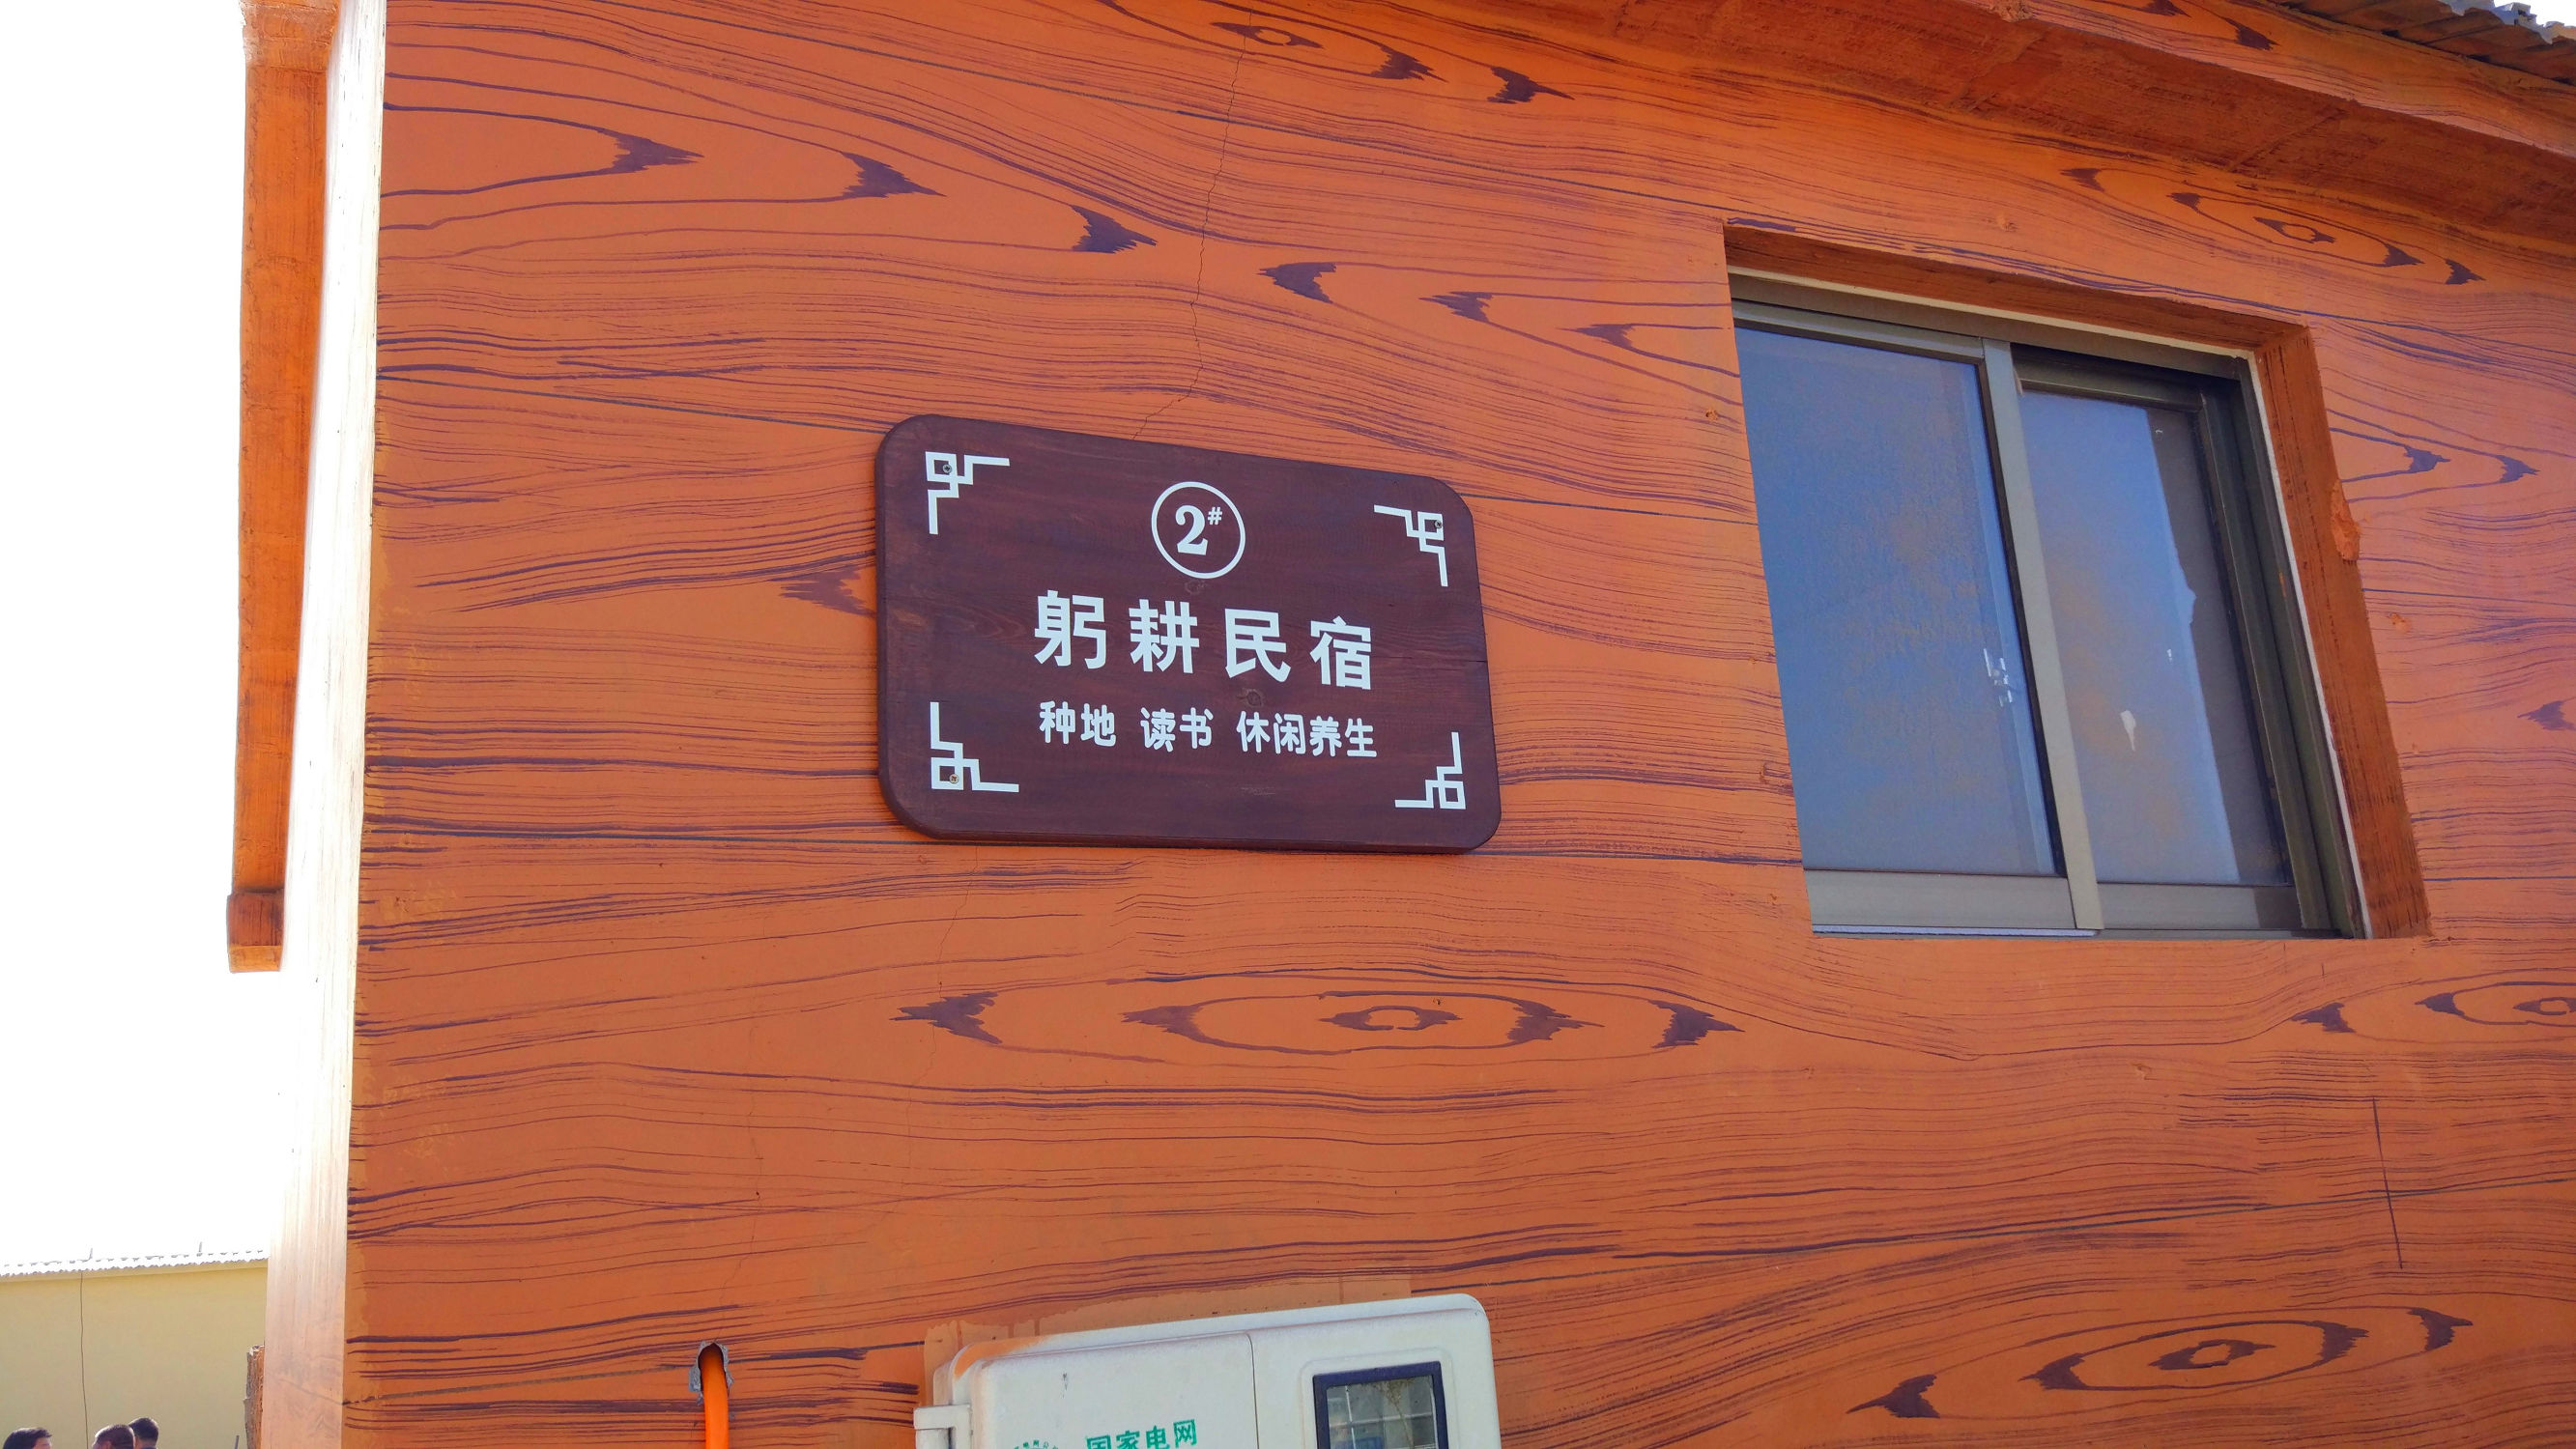 2#
躬耕民宿
种地 读书 休闲养生
国家电网